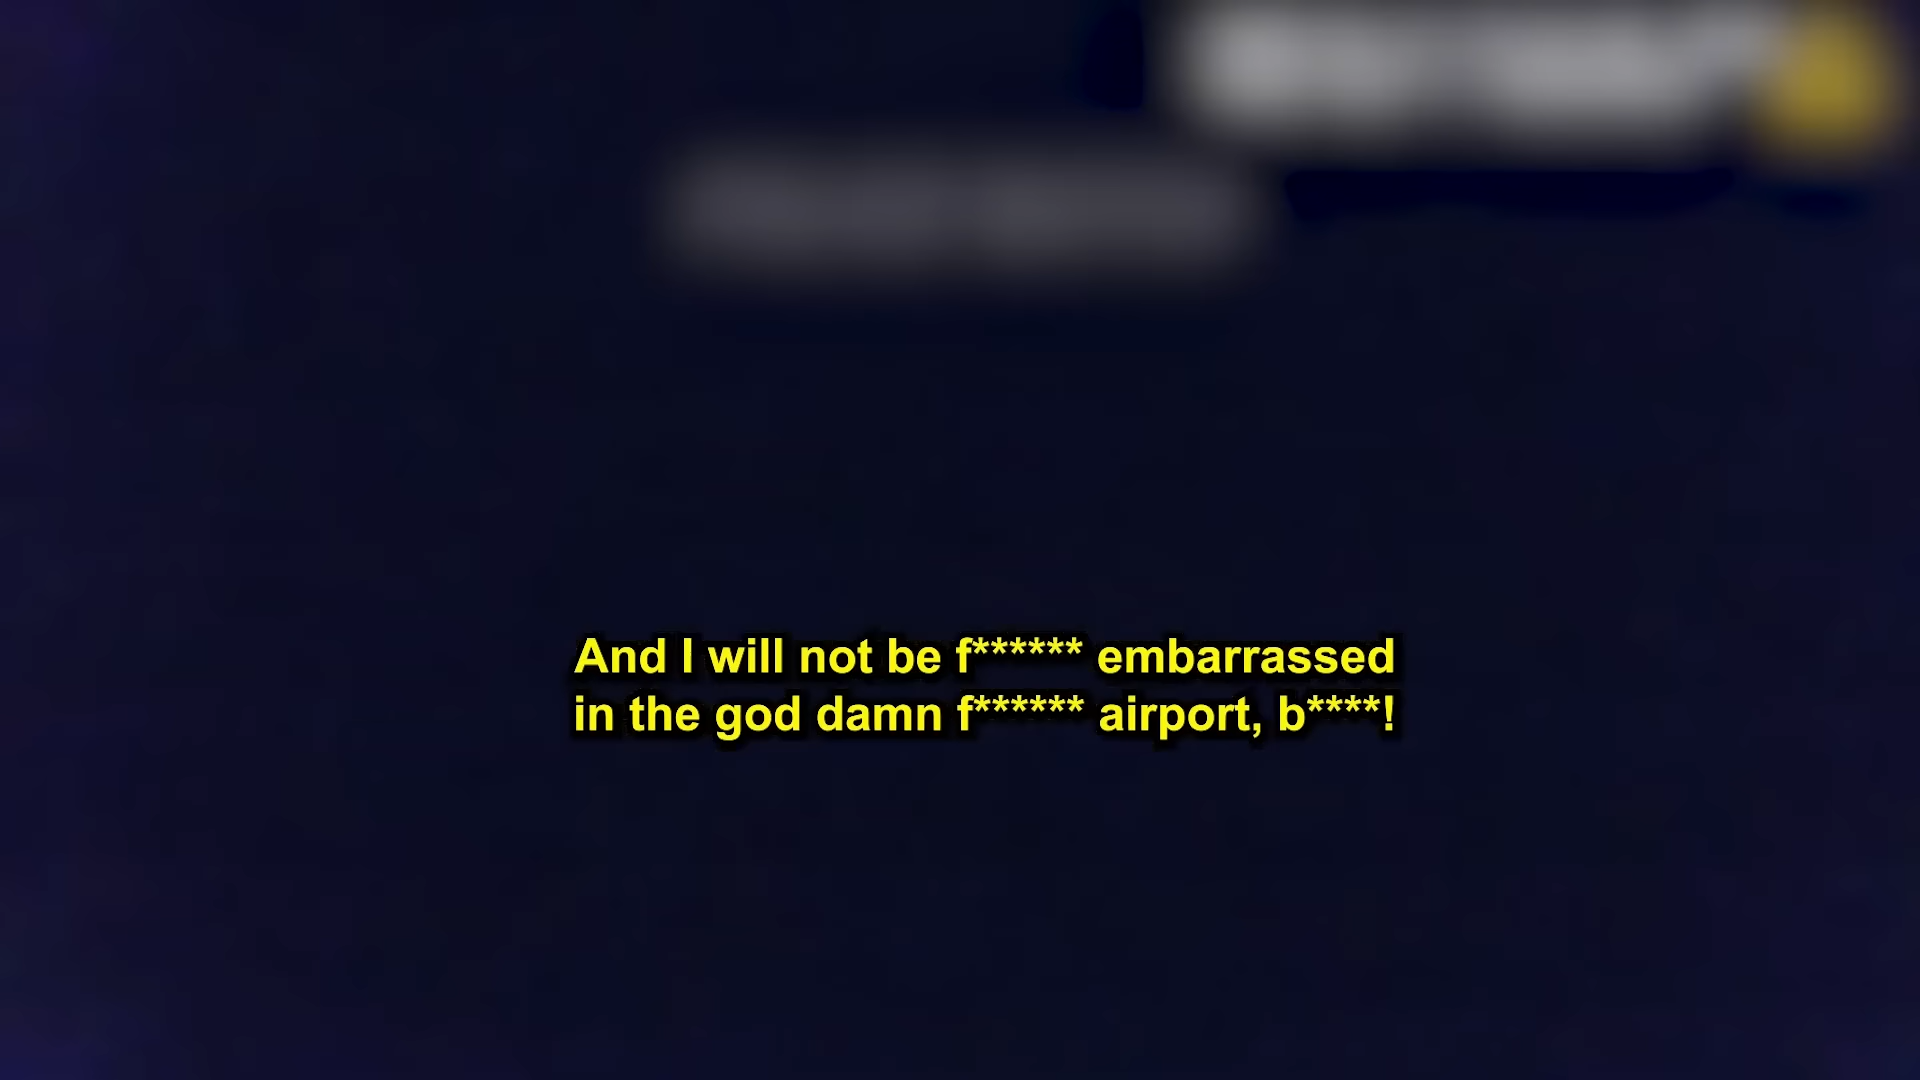 And I will not be f****** embarrassed
in the god damn f****** airport, b****!